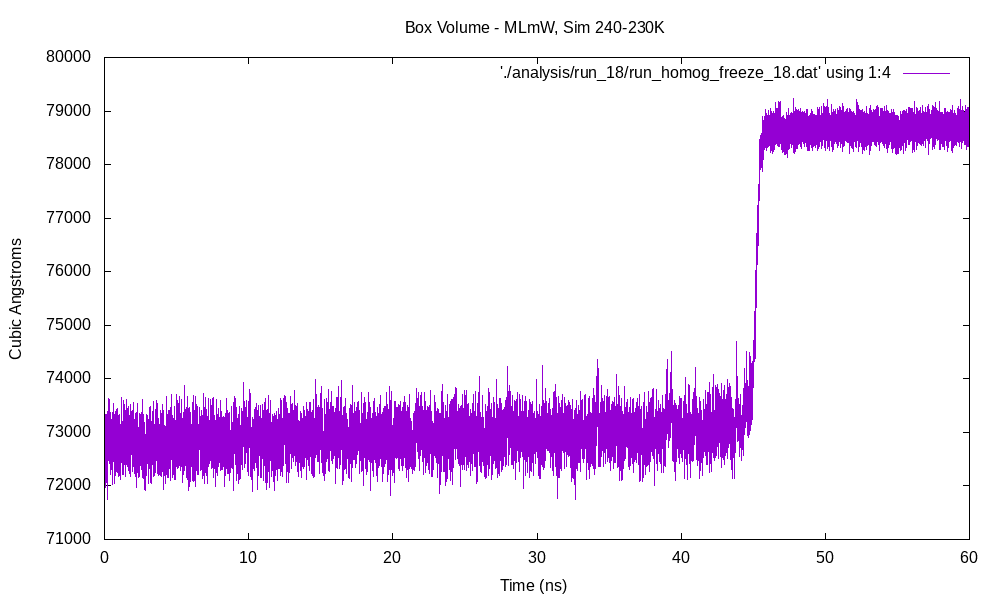 Box Volume - MLmW, Sim 240-230K
'./analysis/run_18/run_homog_freeze_18.dat' using 1:4
80000
79000
78000
77000
76000
75000
74000
73000
72000
71000
Cubic Angstroms
0 10 20 30 40 50 60
Time (ns)